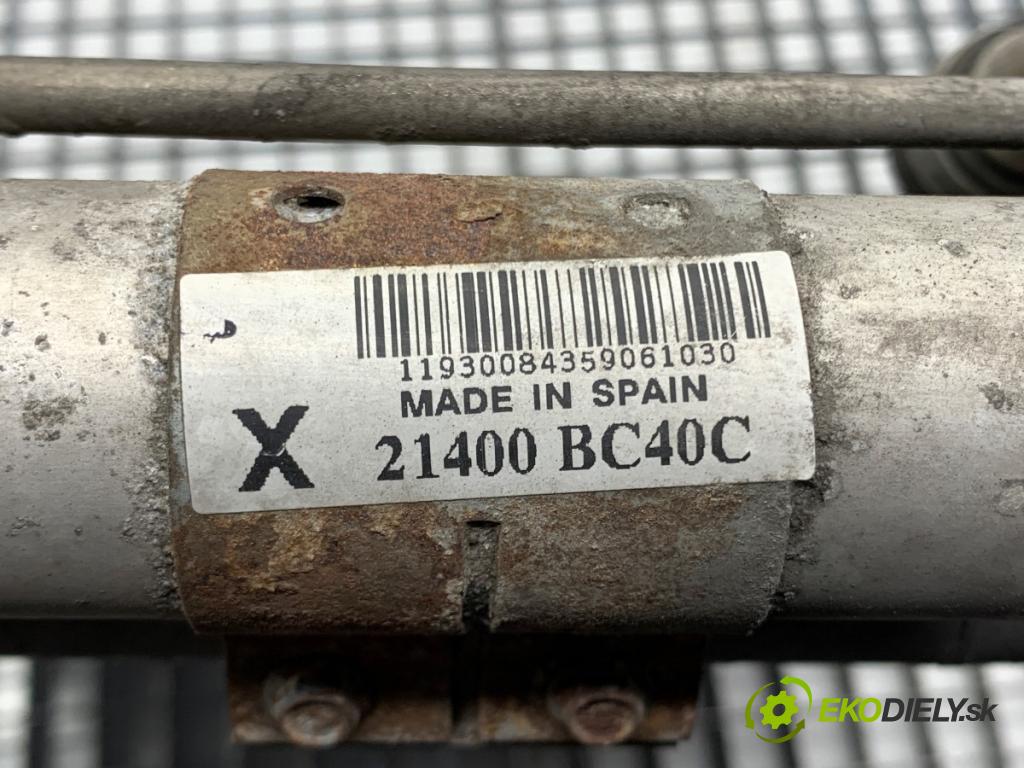 11930084359061030
MADE IN SPAIN
X 21400 BC40C
EKODIELY.sk